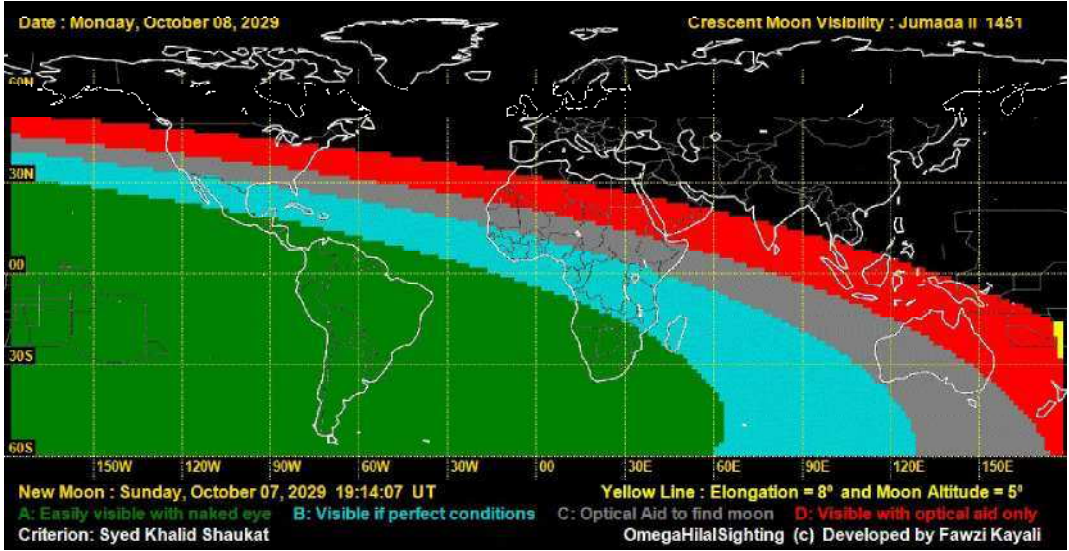 Date : Monday, October 08, 2029
Crescent Moon Visibility : Jumada II 1451
60N
30N
00
30S
60S
150W 120W 90W 60W 30W 00 30E 60E 90E 120E 150E
New Moon : Sunday, October 07, 2029 19:14:07 UT
Yellow Line : Elongation = 8º and Moon Altitude = 5º
A: Easily visible with naked eye B: Visible if perfect conditions C: Optical Aid to find moon D: Visible with optical aid only
Criterion: Syed Khalid Shaukat
OmegaHilalSighting (c) Developed by Fawzi Kayali